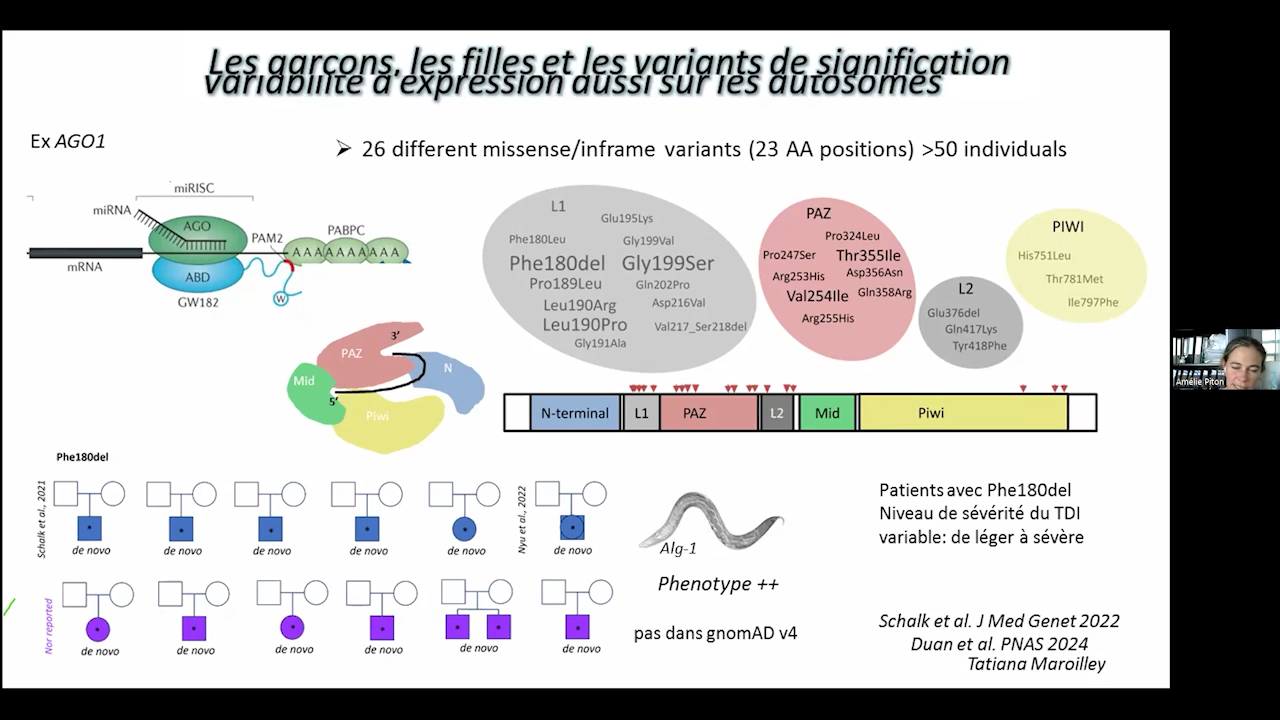 Les garçons, les filles et les variants de signification
variabilité d'expression aussi sur les autosomes
Ex AGO1
➢ 26 different missense/inframe variants (23 AA positions) >50 individuals
miRISC
miRNA
AGO
PAM2
PABPC
AAAAAAAAA
mRNA
ABD
GW182
W
L1
Glu195Lys
Phe180Leu
Gly199Val
Phe180del
Gly199Ser
Pro189Leu
Gln202Pro
Leu190Arg
Asp216Val
Leu190Pro
Val217_Ser218del
Gly191Ala
PAZ
Pro324Leu
Pro247Ser
Thr355Ile
Arg253His
Asp356Asn
Val254Ile
Gln358Arg
Arg255His
L2
Glu376del
Gln417Lys
Tyr418Phe
PIWI
His751Leu
Thr781Met
Ile797Phe
PAZ
3’
N
Mid
5’
Piwi
N-terminal
L1
PAZ
L2
Mid
Piwi
Amélie Piton
Phe180del
Schalk et al., 2021
de novo
de novo
de novo
de novo
de novo
Nyu et al., 2022
de novo
Nor reported
de novo
de novo
de novo
de novo
de novo
de novo
Alg-1
Phenotype ++
pas dans gnomAD v4
Patients avec Phe180del
Niveau de sévérité du TDI
variable: de léger à sévère
Schalk et al. J Med Genet 2022
Duan et al. PNAS 2024
Tatiana Maroilley